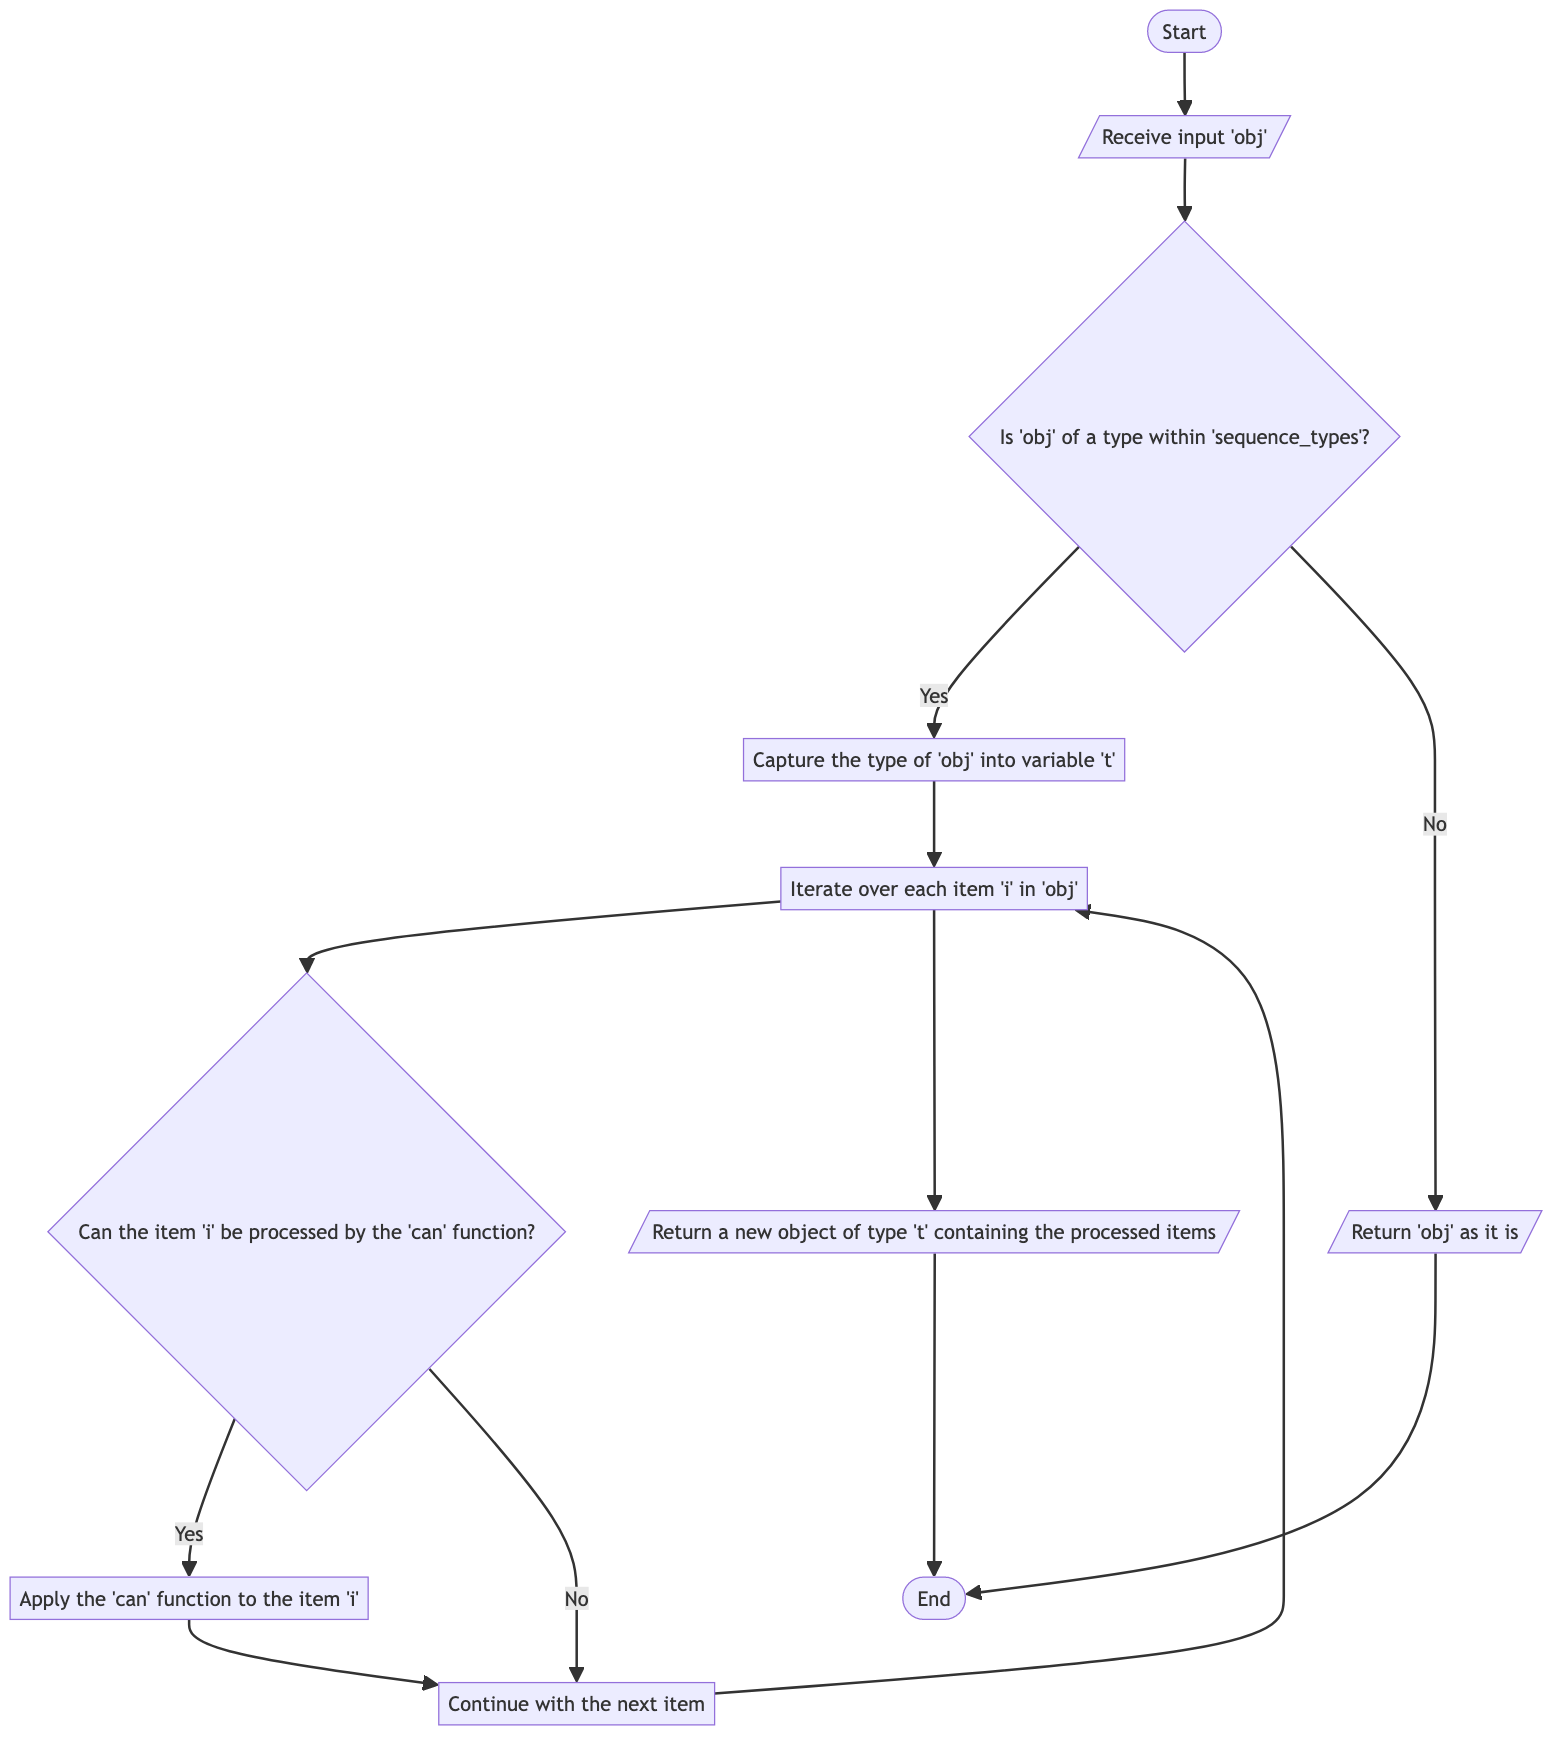 Start
Receive input 'obj'
Is 'obj' of a type within 'sequence_types'?
Yes
Capture the type of 'obj' into variable 't'
No
Iterate over each item 'i' in 'obj'
Can the item 'i' be processed by the 'can' function?
Return a new object of type 't' containing the processed items
Return 'obj' as it is
Yes
Apply the 'can' function to the item 'i'
No
End
Continue with the next item